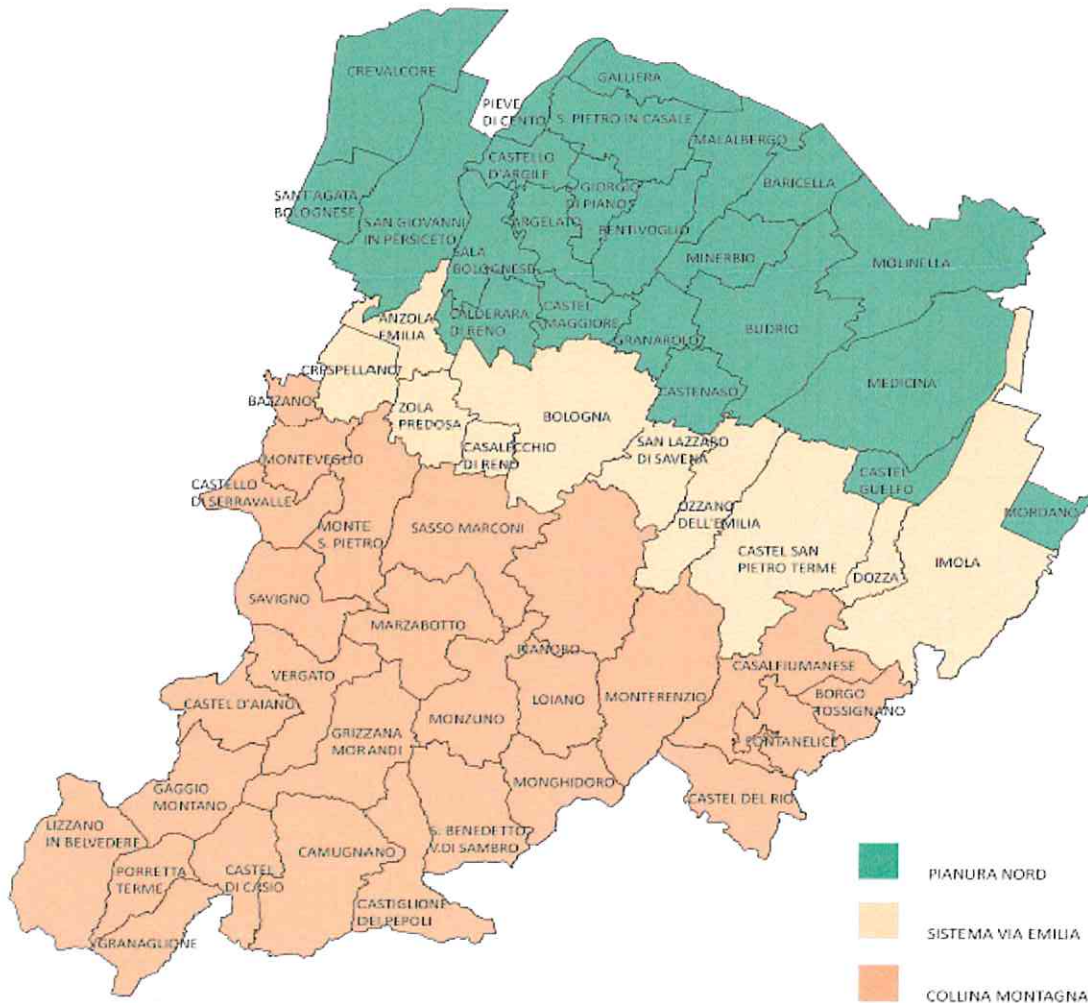 CREVALCORE
GALLIERA
PIEVE
DI CENTO
S. PIETRO IN CASALE
MALALBERGO
CASTELLO
D'ARGILE
BARICELLA
SANT'AGATA
BOLOGNESE
GIORGIO
DI PIANO
SAN GIOVANNI
IN PERSICETO
ARGELATO
BENTIVOGLIO
SALA
BOLOGNESE
MINERBIO
MOLINELLA
ANZOLA
EMILIA
CALDERARA
DI RENO
CASTEL
MAGGIORE
GRANAROLO
BUDRIO
CRESPELLANO
CASTENASO
MEDICINA
BAZZANO
ZOLA
PREDOSA
BOLOGNA
CASALECCHIO
DI RENO
SAN LAZZARO
DI SAVENA
MONTEVEGLIO
CASTELLO
DI SERRAVALLE
CASTEL
GUELFO
MORDANO
MONTE
S. PIETRO
SASSO MARCONI
OZZANO
DELL'EMILIA
CASTEL SAN
PIETRO TERME
DOZZA
IMOLA
SAVIGNO
MARZABOTTO
PIANORO
CASALFIUMANESE
VERGATO
CASTEL D'AIANO
MONZUNO
LOIANO
MONTERENZIO
BORGO
TOSSIGNANO
GRIZZANA
MORANDI
FONTANELICE
GAGGIO
MONTANO
MONGHIDORO
CASTEL DEL RIO
LIZZANO
IN BELVEDERE
S. BENEDETTO
V.DI SAMBRO
CAMUGNANO
PORRETTA
TERME
CASTEL
DI CASIO
CASTIGLIONE
DEI PEPOLI
GRANAGLIONE
PIANURA NORD
SISTEMA VIA EMILIA
COLLINA MONTAGNA